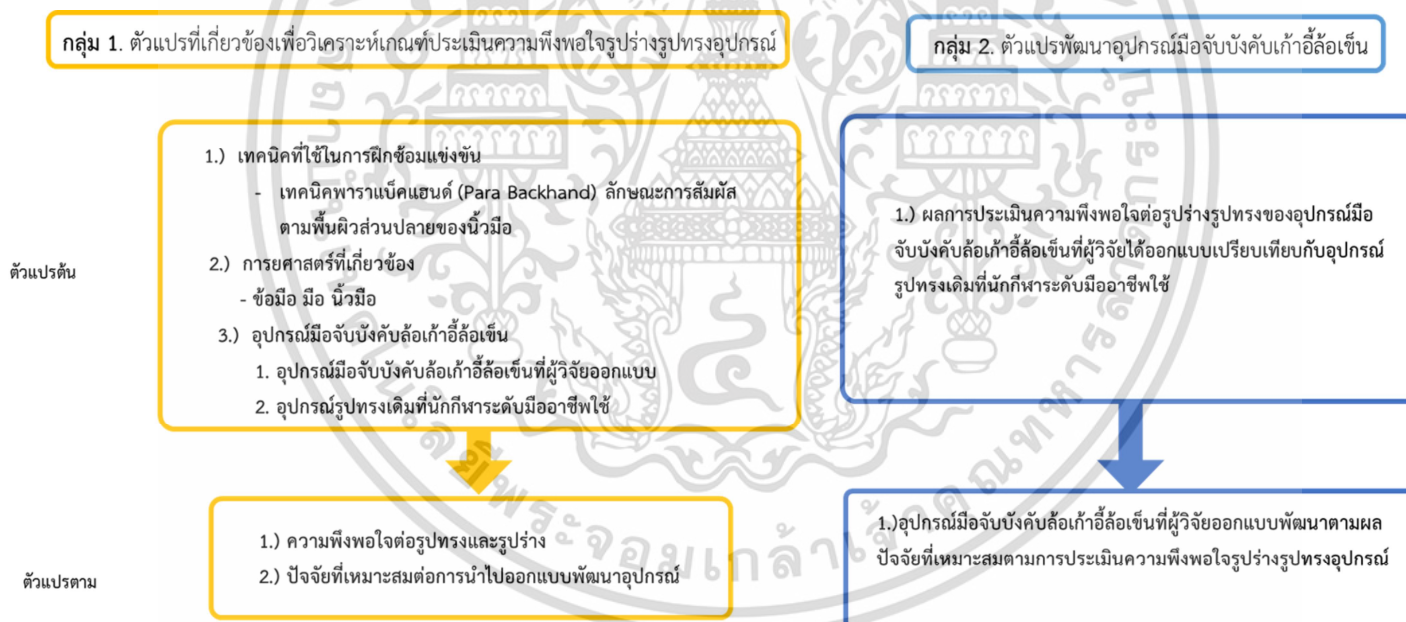 กลุ่ม 1. ตัวแปรที่เกี่ยวข้องเพื่อวิเคราะห์เกณฑ์ประเมินความพึงพอใจรูปร่างรูปทรงอุปกรณ์
กลุ่ม 2. ตัวแปรพัฒนาอุปกรณ์มือจับบังคับเก้าอี้ล้อเข็น
ตัวแปรต้น
1.) เทคนิคที่ใช้ในการฝึกซ้อมแข่งขัน
- เทคนิคพาราแบ็คแฮนด์ (Para Backhand) ลักษณะการสัมผัส
ตามพื้นผิวส่วนปลายของนิ้วมือ
2.) การยศาสตร์ที่เกี่ยวข้อง
- ข้อมือ มือ นิ้วมือ
3.) อุปกรณ์มือจับบังคับล้อเก้าอี้ล้อเข็น
1. อุปกรณ์มือจับบังคับล้อเก้าอี้ล้อเข็นที่ผู้วิจัยออกแบบ
2. อุปกรณ์รูปทรงเดิมที่นักกีฬาระดับมืออาชีพใช้
1.) ผลการประเมินความพึงพอใจต่อรูปร่างรูปทรงของอุปกรณ์มือ
จับบังคับล้อเก้าอี้ล้อเข็นที่ผู้วิจัยได้ออกแบบเปรียบเทียบกับอุปกรณ์
รูปทรงเดิมที่นักกีฬาระดับมืออาชีพใช้
ตัวแปรตาม
1.) ความพึงพอใจต่อรูปทรงและรูปร่าง
2.) ปัจจัยที่เหมาะสมต่อการนำไปออกแบบพัฒนาอุปกรณ์
1.)อุปกรณ์มือจับบังคับล้อเก้าอี้ล้อเข็นที่ผู้วิจัยออกแบบพัฒนาตามผล
ปัจจัยที่เหมาะสมตามการประเมินความพึงพอใจรูปร่างรูปทรงอุปกรณ์